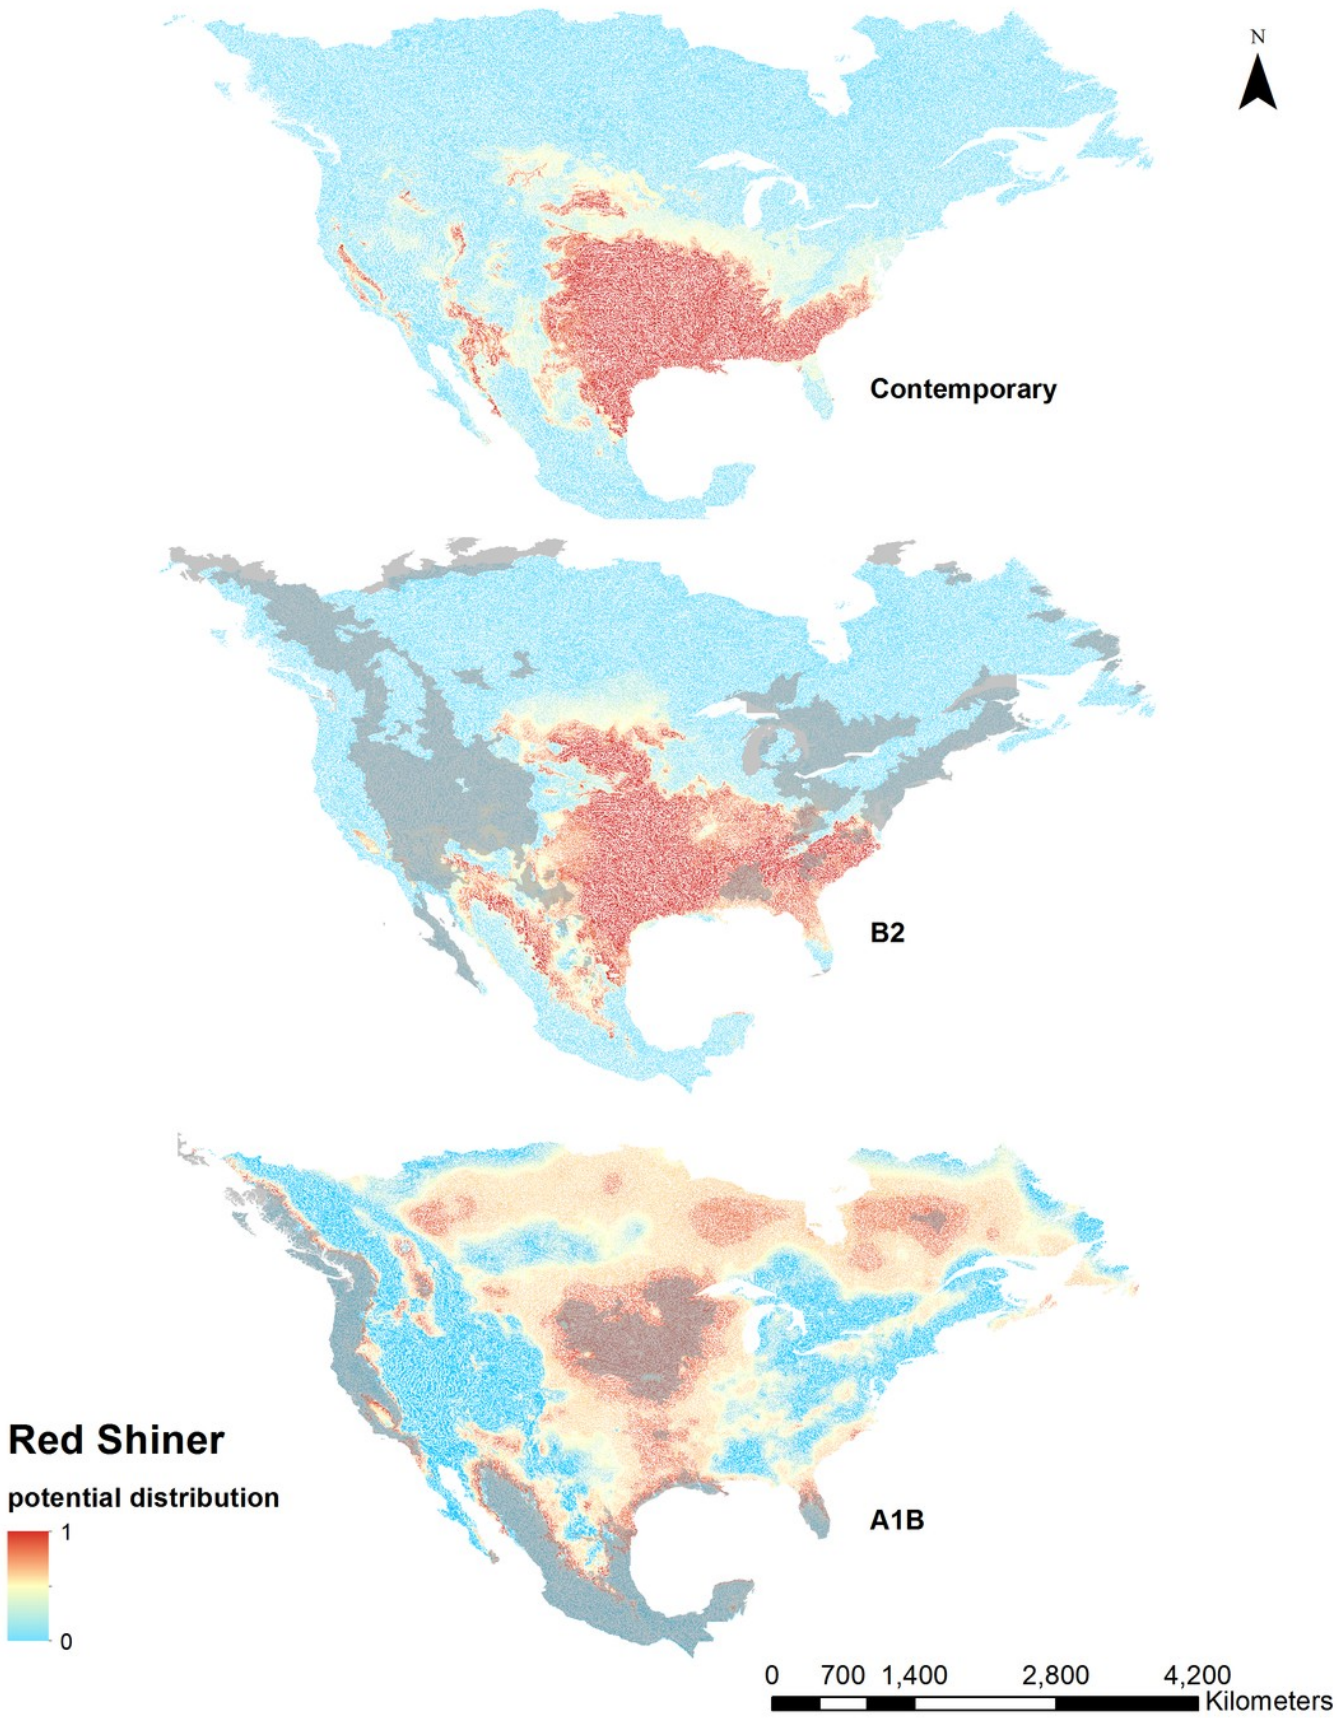 N
Contemporary
B2
A1B
Red Shiner
potential distribution
1
0
0 700 1,400 2,800 4,200
Kilometers